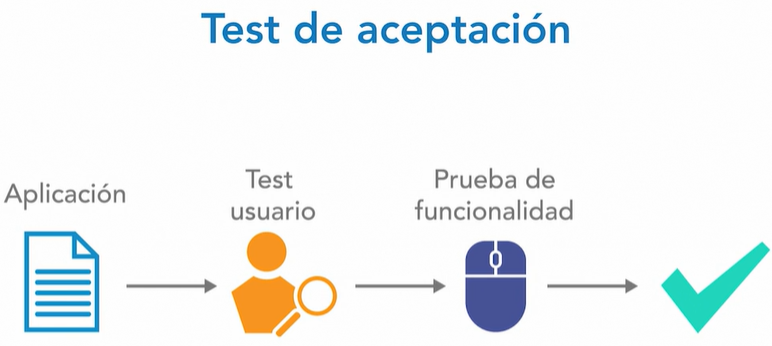 Test de aceptación
Aplicación
Test
usuario
Prueba de
funcionalidad